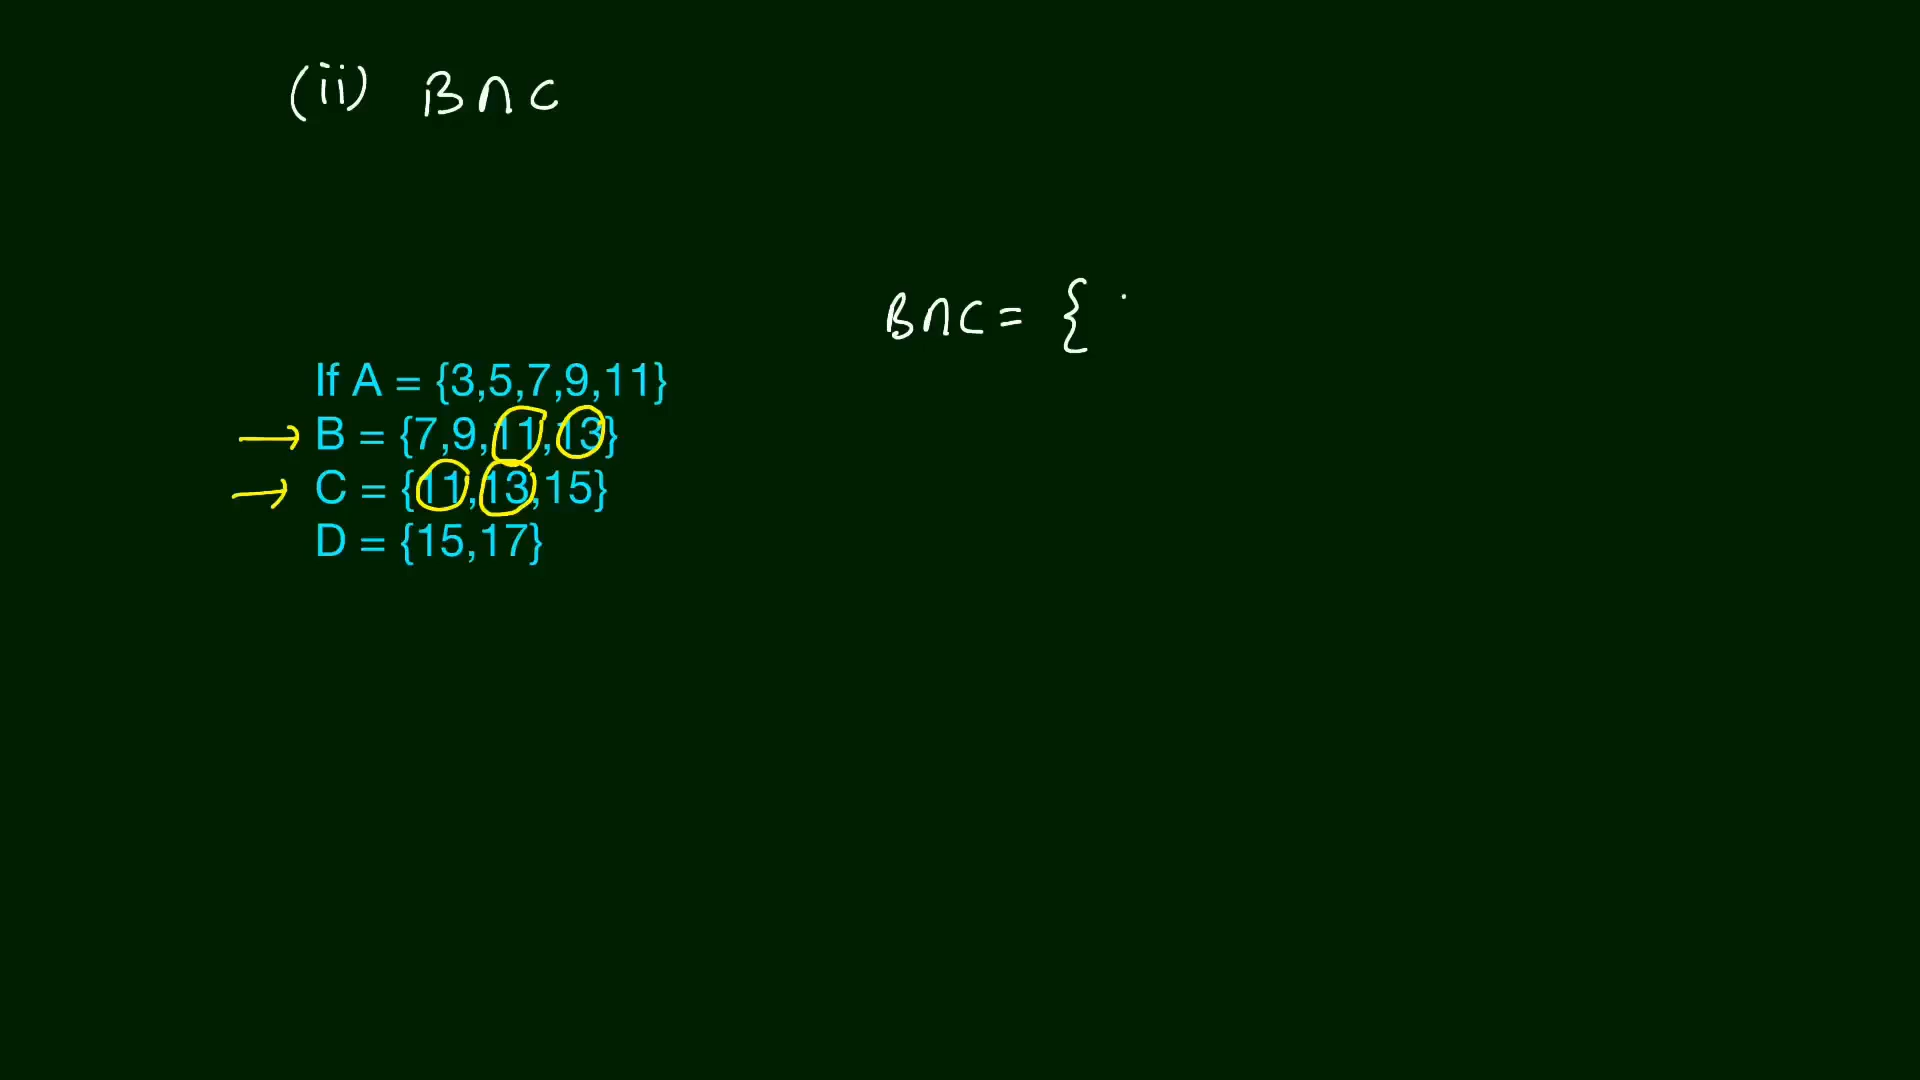 (ii) B∩C
B∩C = {
If A = {3,5,7,9,11}
→ B = {7,9,11,13}
→ C = {11,13,15}
D = {15,17}